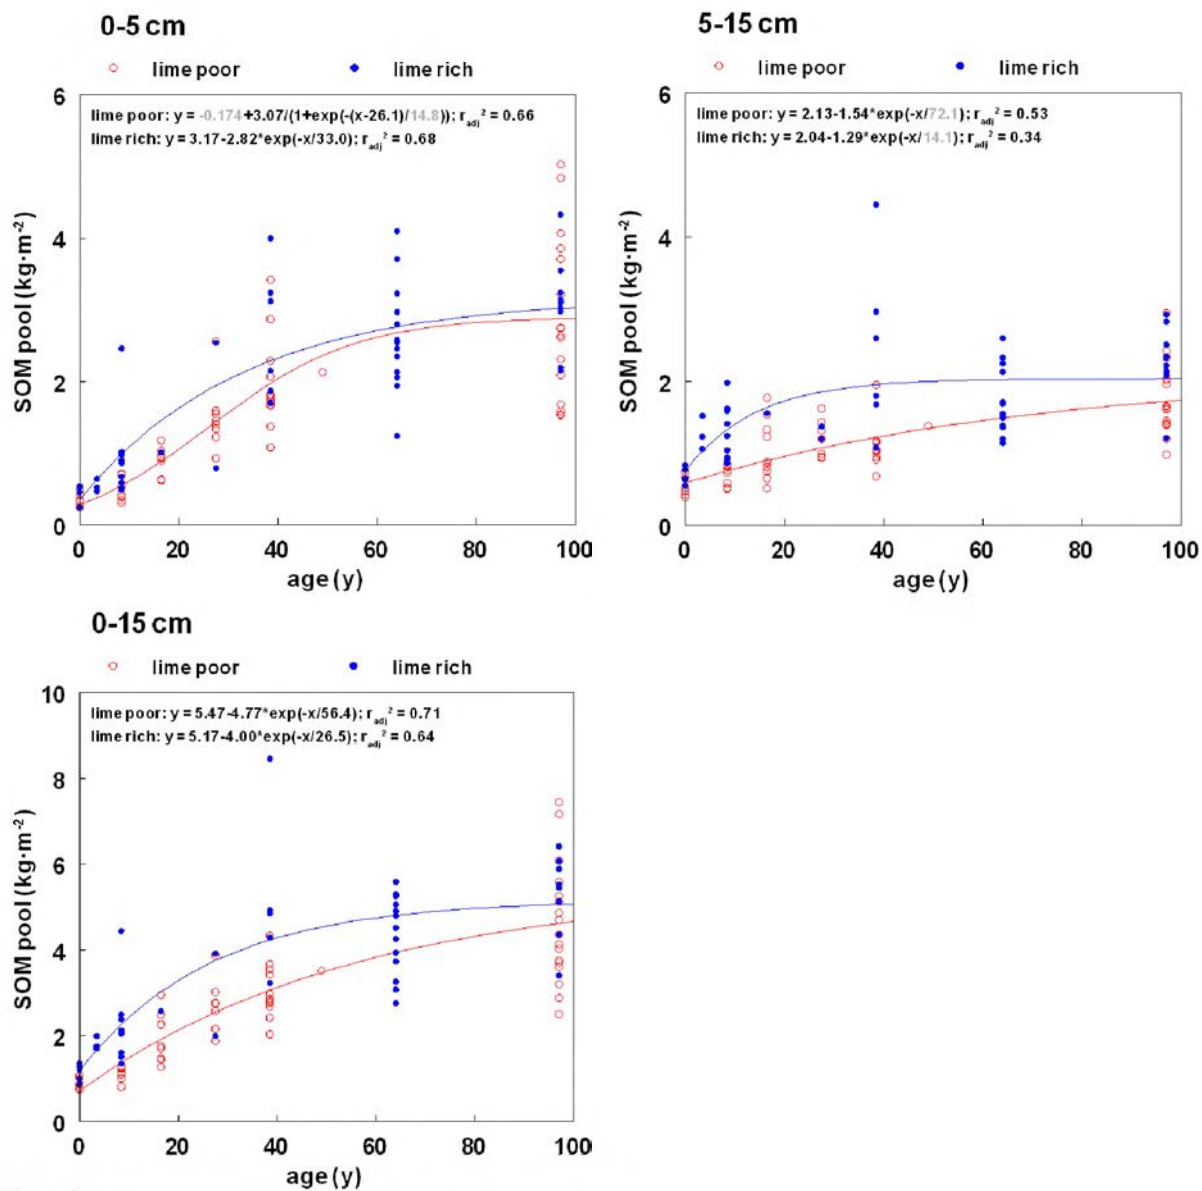 0-5 cm
lime poor lime rich
6
lime poor: y = -0.174+3.07/(1+exp(-(x-26.1)/14.8)); r_adj² = 0.66
lime rich: y = 3.17-2.82*exp(-x/33.0); r_adj² = 0.68
4
SOM pool (kg·m⁻²)
2
0
0 20 40 60 80 100
age (y)
5-15 cm
lime poor lime rich
6
lime poor: y = 2.13-1.54*exp(-x/72.1); r_adj² = 0.53
lime rich: y = 2.04-1.29*exp(-x/14.1); r_adj² = 0.34
4
SOM pool (kg·m⁻²)
2
0
0 20 40 60 80 100
age (y)
0-15 cm
lime poor lime rich
10
lime poor: y = 5.47-4.77*exp(-x/56.4); r_adj² = 0.71
lime rich: y = 5.17-4.00*exp(-x/26.5); r_adj² = 0.64
8
6
SOM pool (kg·m⁻²)
4
2
0
0 20 40 60 80 100
age (y)